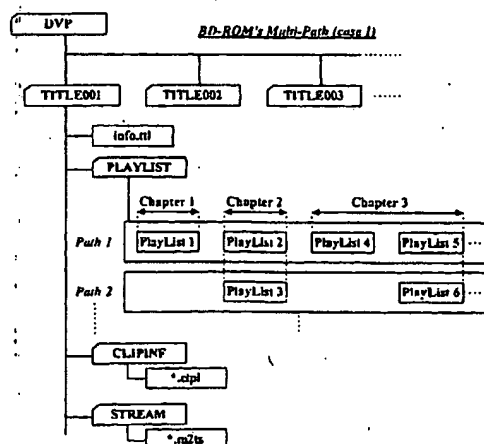 DVP
BD-ROM's Multi-Path (case 1)
TITLE001 TITLE002 TITLE003
info.ttl
PLAYLIST
Chapter 1 Chapter 2 Chapter 3
Path 1 PlayList 1 PlayList 2 PlayList 4 PlayList 5
Path 2 PlayList 3 PlayList 6
CLIPINF
*.clpi
STREAM
*.m2ts